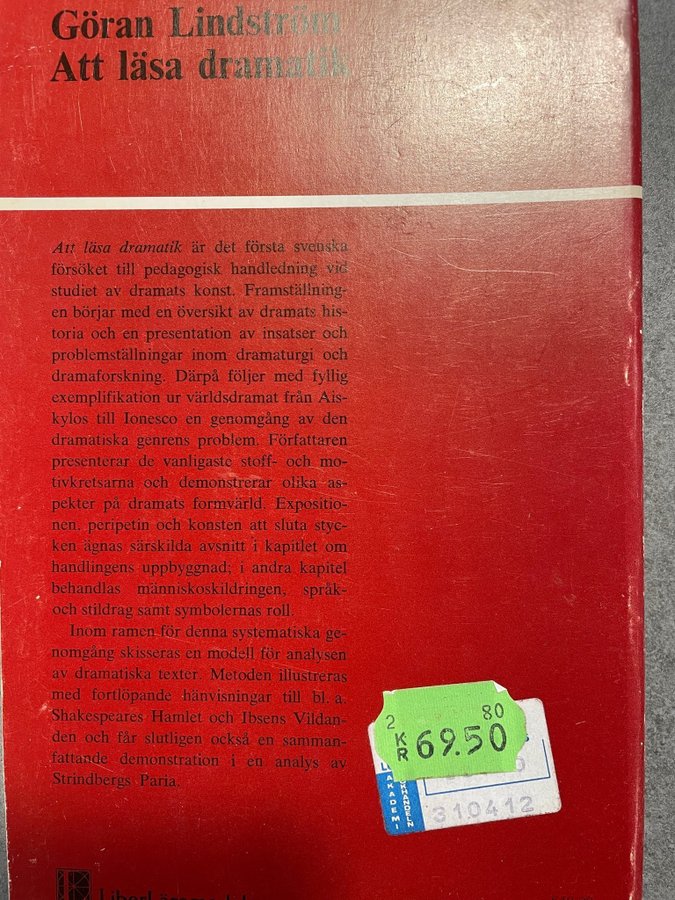 Göran Lindström
Att läsa dramatik
Att läsa dramatik är det första svenska
försöket till pedagogisk handledning vid
studiet av dramats konst. Framställning-
en börjar med en översikt av dramats his-
toria och en presentation av insatser och
problemställningar inom dramaturgi och
dramaforskning. Därpå följer med fyllig
exemplifikation ur världsdramat från Ais-
kylos till Ionesco en genomgång av den
dramatiska genrens problem. Författaren
presenterar de vanligaste stoff- och mo-
tivkretsarna och demonstrerar olika as-
pekter på dramats formvärld. Expositio-
nen, peripetin och konsten att sluta styc-
ken ägnas särskilda avsnitt i kapitlet om
handlingens uppbyggnad; i andra kapitel
behandlas människoskildringen, språk-
och stildrag samt symbolernas roll.
Inom ramen för denna systematiska ge-
nomgång skisseras en modell för analysen
av dramatiska texter. Metoden illustreras
med fortlöpande hänvisningar till bl. a.
Shakespeares Hamlet och Ibsens Vildan-
den och får slutligen också en samman-
fattande demonstration i en analys av
Strindbergs Paria.
2 80
KR 69.50
310412